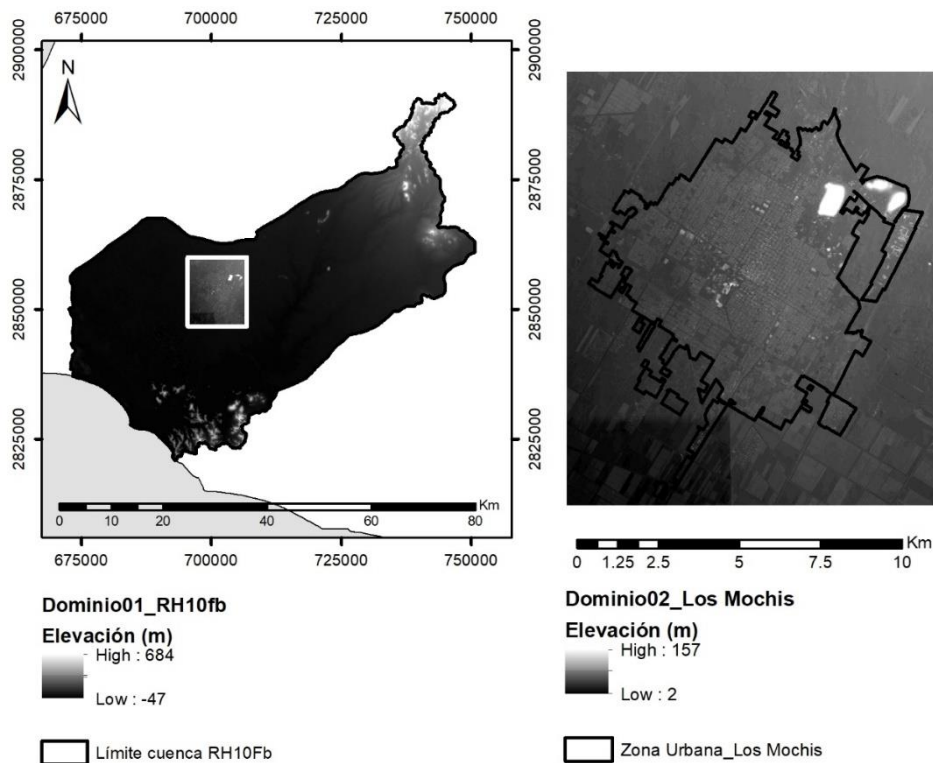 675000 700000 725000 750000
2900000
2875000
2850000
2825000
2900000
2875000
2850000
2825000
N
Km
0 10 20 40 60 80
675000 700000 725000 750000
Dominio01_RH10fb
Elevación (m)
High : 684
Low : -47
Límite cuenca RH10Fb
Km
0 1.25 2.5 5 7.5 10
Dominio02_Los Mochis
Elevación (m)
High : 157
Low : 2
Zona Urbana_Los Mochis